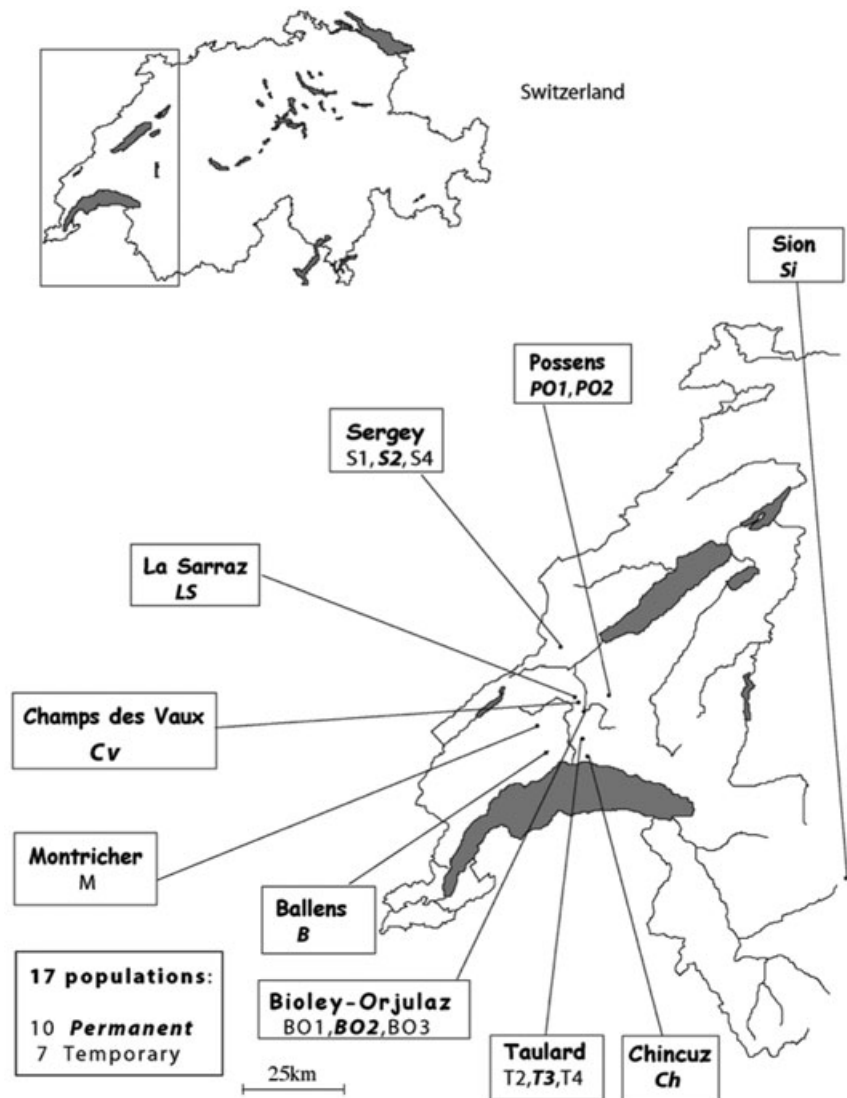 Switzerland
Sion
Si
Possens
PO1, PO2
Sergey
S1, S2, S4
La Sarraz
LS
Champs des Vaux
Cv
Montricher
M
Ballens
B
17 populations:
10 Permanent
7 Temporary
Bioley-Orjulaz
BO1, BO2, BO3
Taulard
T2, T3, T4
Chincuz
Ch
25km